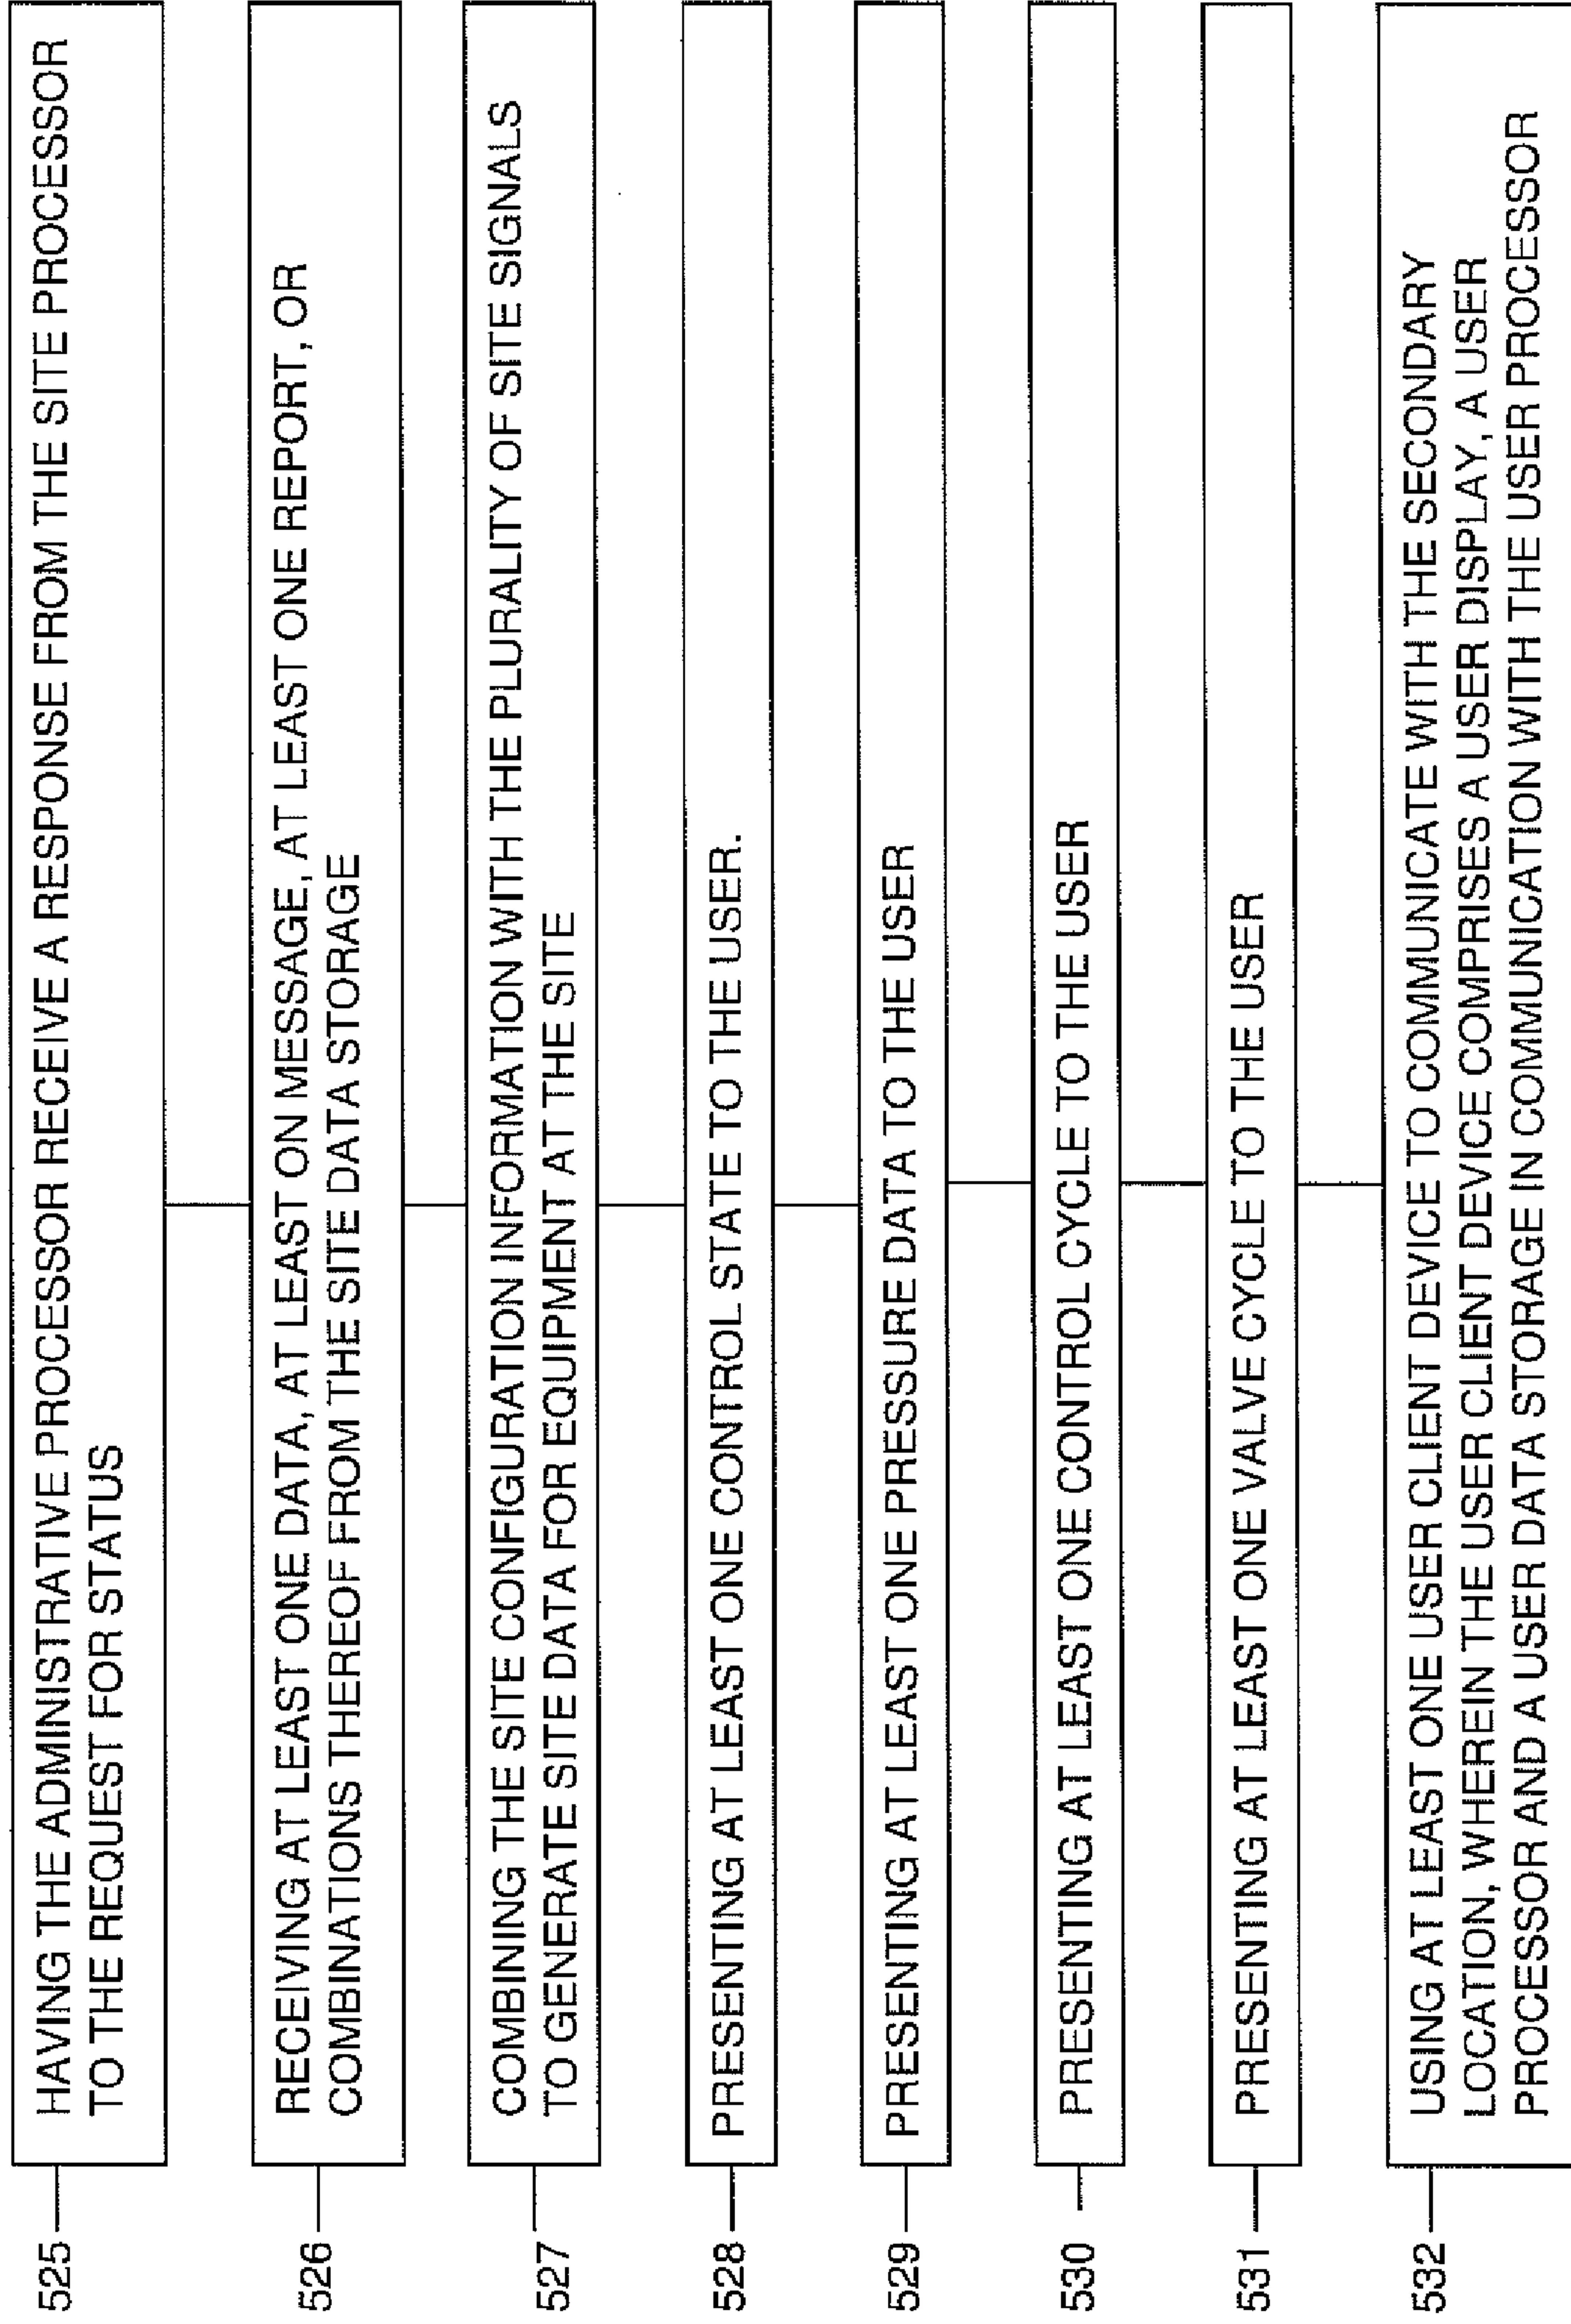 525
HAVING THE ADMINISTRATIVE PROCESSOR RECEIVE A RESPONSE FROM THE SITE PROCESSOR
TO THE REQUEST FOR STATUS
526
RECEIVING AT LEAST ONE DATA, AT LEAST ON MESSAGE, AT LEAST ONE REPORT, OR
COMBINATIONS THEREOF FROM THE SITE DATA STORAGE
527
COMBINING THE SITE CONFIGURATION INFORMATION WITH THE PLURALITY OF SITE SIGNALS
TO GENERATE SITE DATA FOR EQUIPMENT AT THE SITE
528
PRESENTING AT LEAST ONE CONTROL STATE TO THE USER.
529
PRESENTING AT LEAST ONE PRESSURE DATA TO THE USER
530
PRESENTING AT LEAST ONE CONTROL CYCLE TO THE USER
531
PRESENTING AT LEAST ONE VALVE CYCLE TO THE USER
532
USING AT LEAST ONE USER CLIENT DEVICE TO COMMUNICATE WITH THE SECONDARY
LOCATION, WHEREIN THE USER CLIENT DEVICE COMPRISES A USER DISPLAY, A USER
PROCESSOR AND A USER DATA STORAGE IN COMMUNICATION WITH THE USER PROCESSOR